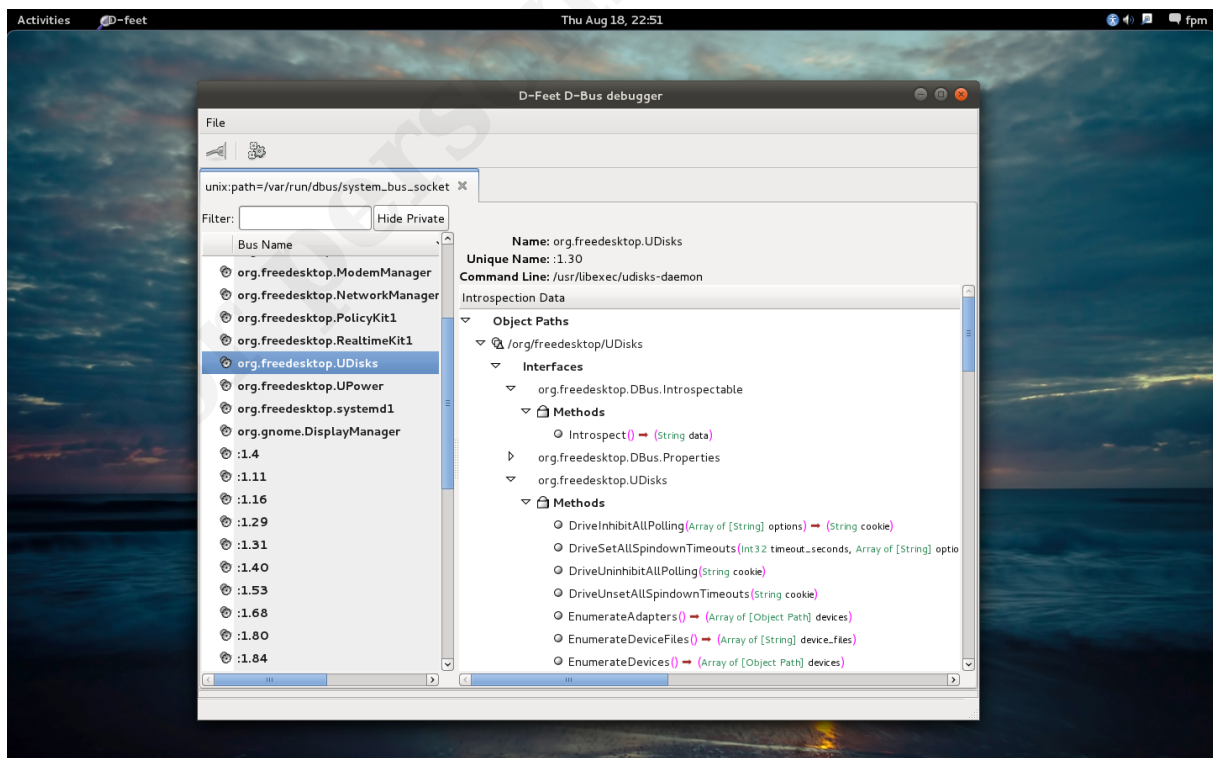 Activities D-feet Thu Aug 18, 22:51 fpm
D-Feet D-Bus debugger
File
unix:path=/var/run/dbus/system_bus_socket
Filter: Hide Private
Bus Name
org.freedesktop.ModemManager
org.freedesktop.NetworkManager
org.freedesktop.PolicyKit1
org.freedesktop.RealtimeKit1
org.freedesktop.UDisks
org.freedesktop.UPower
org.freedesktop.systemd1
org.gnome.DisplayManager
:1.4
:1.11
:1.16
:1.29
:1.31
:1.40
:1.53
:1.68
:1.80
:1.84
Name: org.freedesktop.UDisks
Unique Name: :1.30
Command Line: /usr/libexec/udisks-daemon
Introspection Data
Object Paths
/org/freedesktop/UDisks
Interfaces
org.freedesktop.DBus.Introspectable
Methods
Introspect() ➡ (String data)
org.freedesktop.DBus.Properties
org.freedesktop.UDisks
Methods
DriveInhibitAllPolling(Array of [String] options) ➡ (String cookie)
DriveSetAllSpindownTimeouts(Int32 timeout_seconds, Array of [String] optio
DriveUninhibitAllPolling(String cookie)
DriveUnsetAllSpindownTimeouts(String cookie)
EnumerateAdapters() ➡ (Array of [Object Path] devices)
EnumerateDeviceFiles() ➡ (Array of [String] device_files)
EnumerateDevices() ➡ (Array of [Object Path] devices)